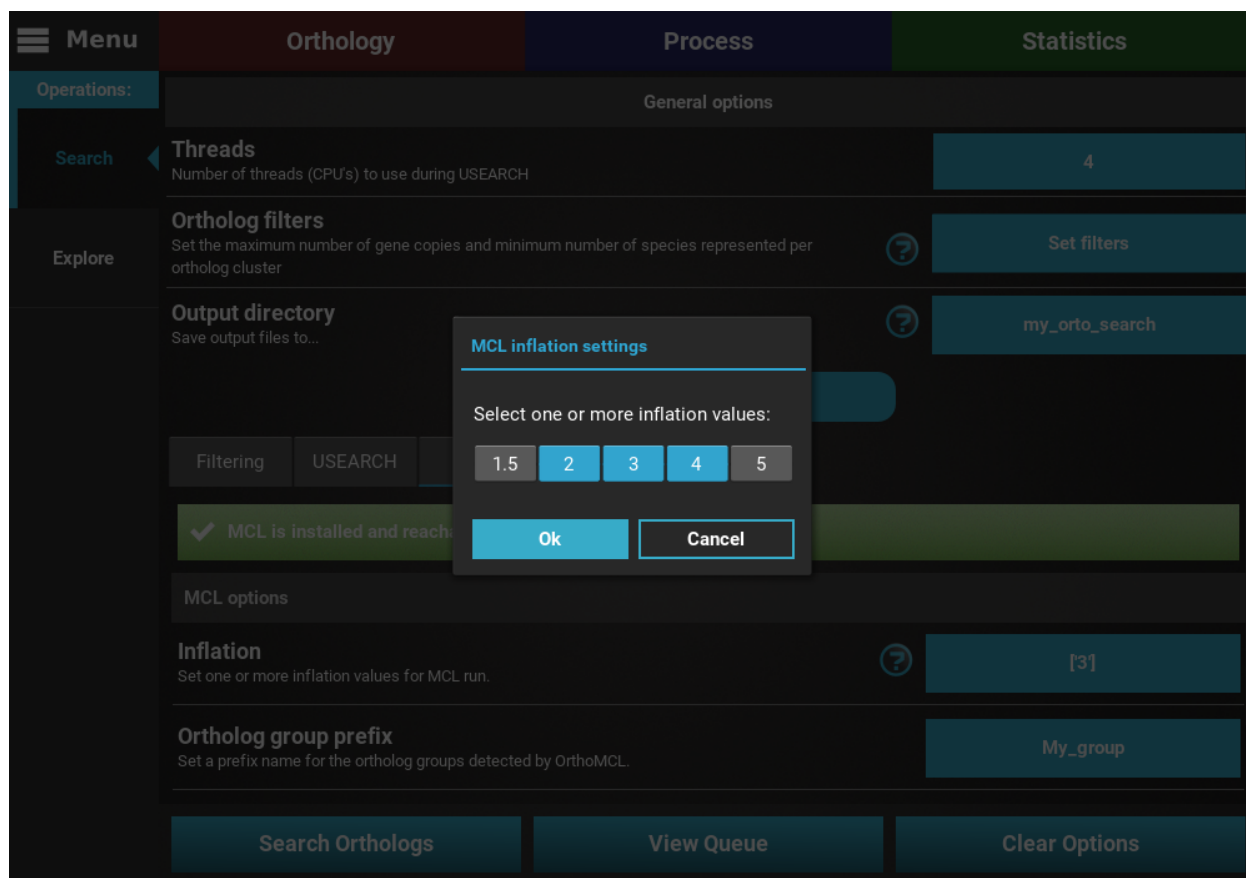 Menu
Orthology
Process
Statistics
Operations:
Search
Explore
General options
Threads
Number of threads (CPU's) to use during USEARCH
4
Ortholog filters
Set the maximum number of gene copies and minimum number of species represented per
ortholog cluster
?
Set filters
Output directory
Save output files to...
?
my_orto_search
MCL inflation settings
Select one or more inflation values:
1.5 2 3 4 5
Ok
Cancel
Filtering
USEARCH
MCL is installed and
MCL options
Inflation
Set one or more inflation values for MCL run.
?
['3']
Ortholog group prefix
Set a prefix name for the ortholog groups detected by OrthoMCL.
My_group
Search Orthologs
View Queue
Clear Options